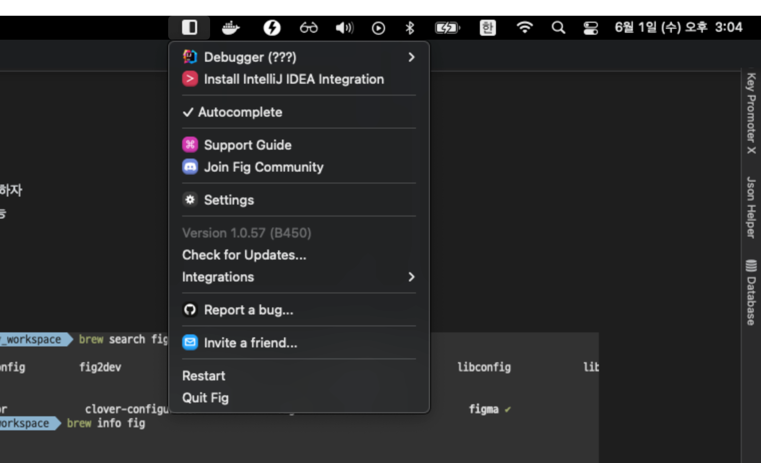 한
6월 1일 (수) 오후 3:04
Debugger (???)
Install IntelliJ IDEA Integration
✓ Autocomplete
Support Guide
Join Fig Community
Settings
Version 1.0.57 (B450)
Check for Updates...
Integrations
Report a bug...
Invite a friend...
Restart
Quit Fig
Key Promoter X
Json Helper
Database
하자
_workspace brew search fig
nfig fig2dev libconfig lib
or clover-configu figma ✓
workspace brew info fig